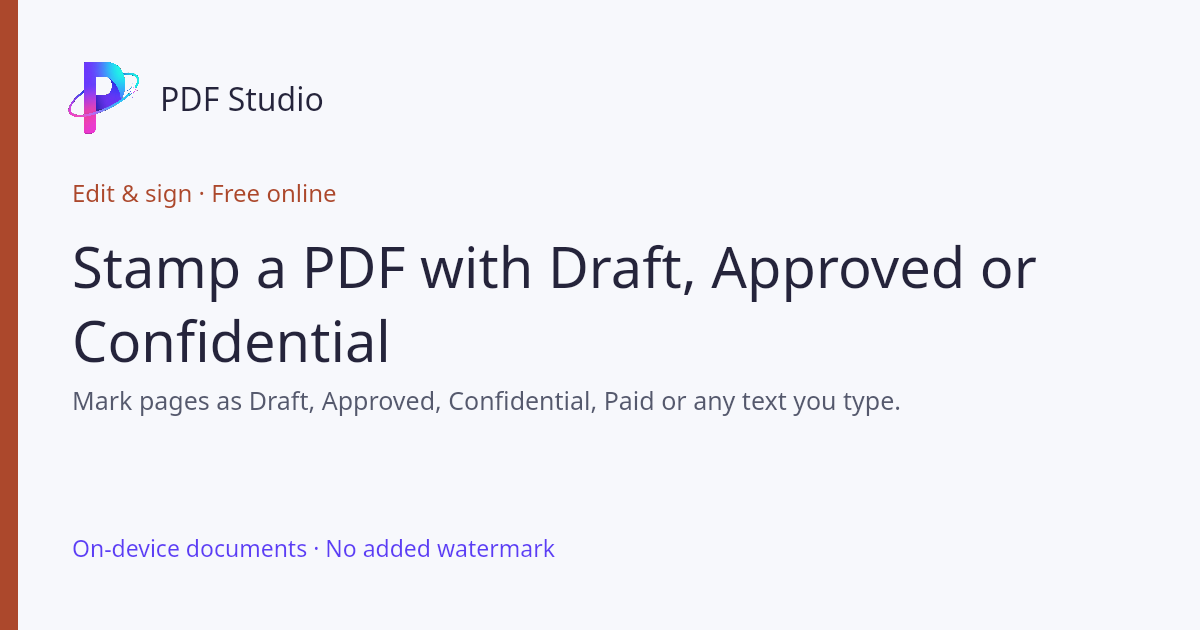 PDF Studio
Edit & sign · Free online
Stamp a PDF with Draft, Approved or
Confidential
Mark pages as Draft, Approved, Confidential, Paid or any text you type.
On-device documents · No added watermark